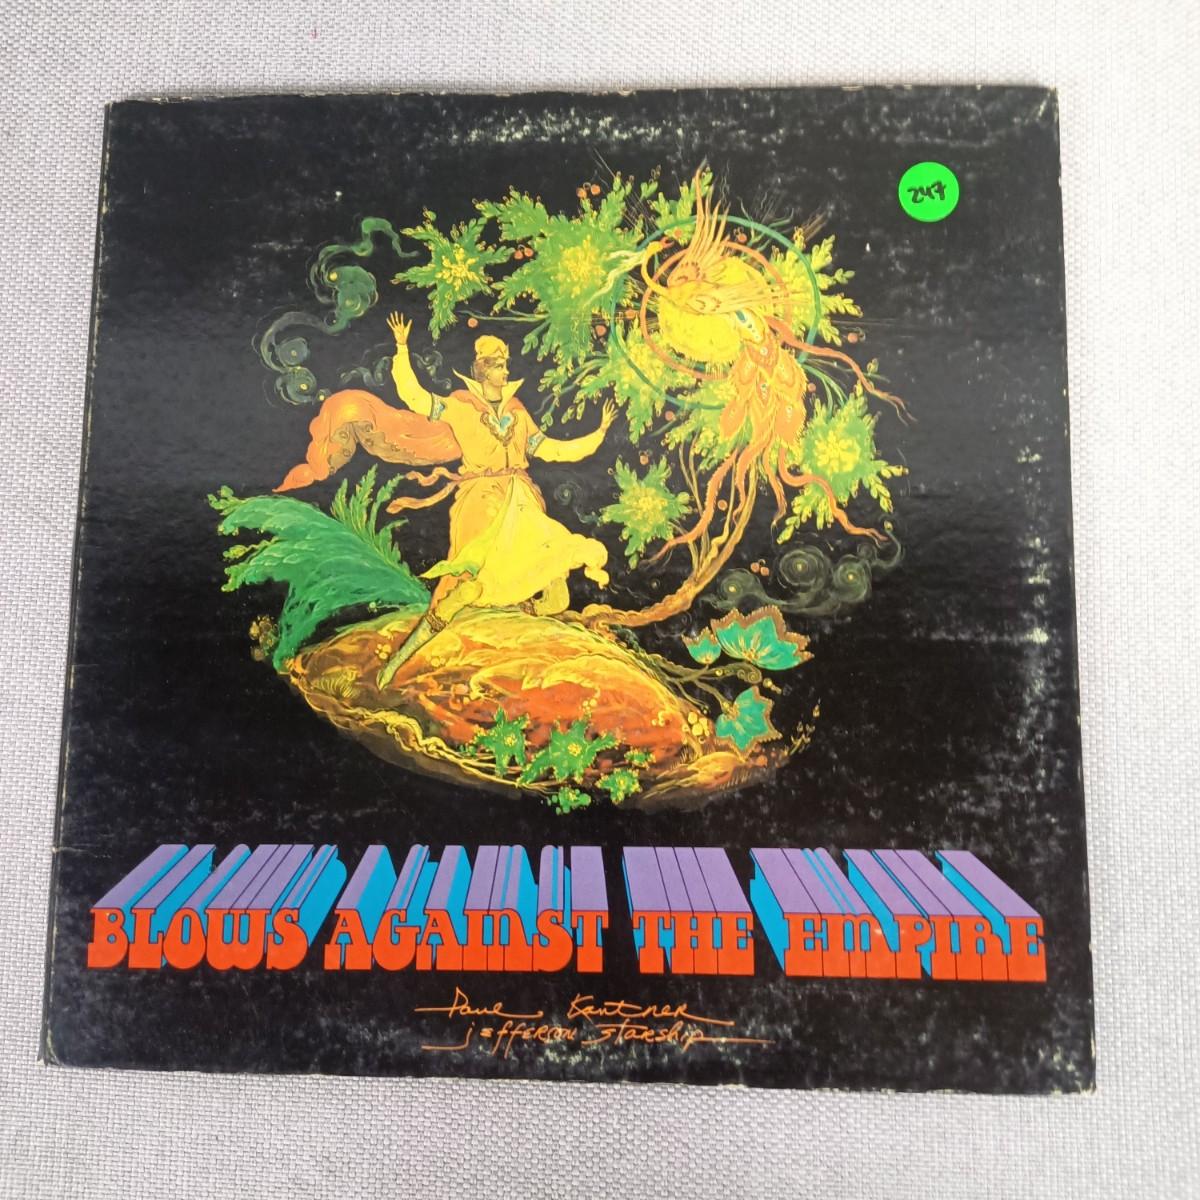 247
BLOWS AGAINST THE EMPIRE
Paul Kantner
jefferson starship